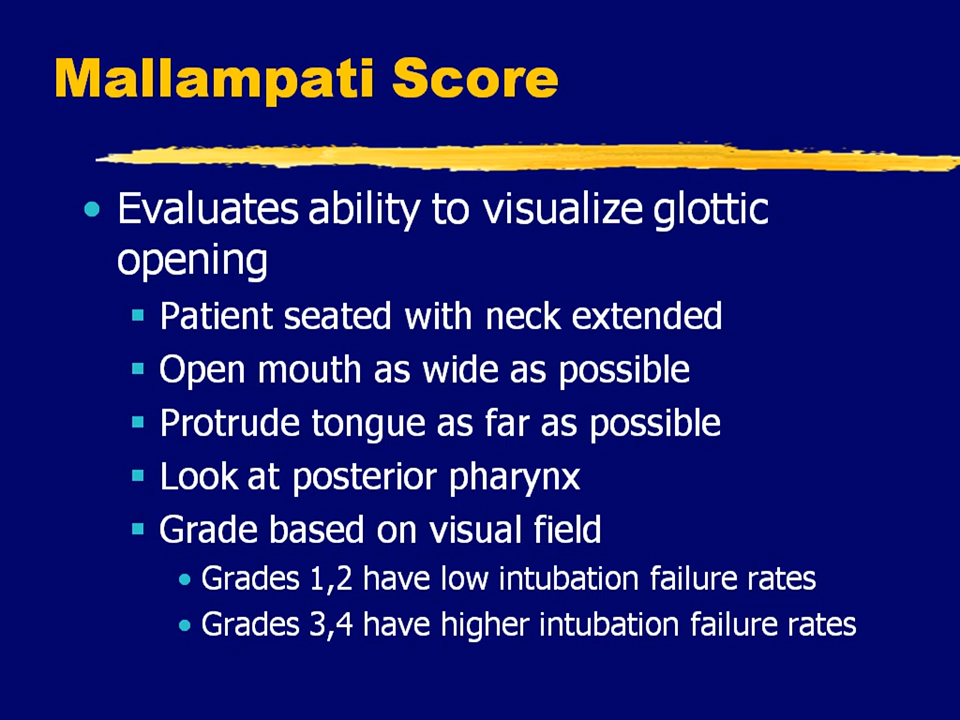 Mallampati Score
• Evaluates ability to visualize glottic
opening
▪ Patient seated with neck extended
▪ Open mouth as wide as possible
▪ Protrude tongue as far as possible
▪ Look at posterior pharynx
▪ Grade based on visual field
• Grades 1,2 have low intubation failure rates
• Grades 3,4 have higher intubation failure rates